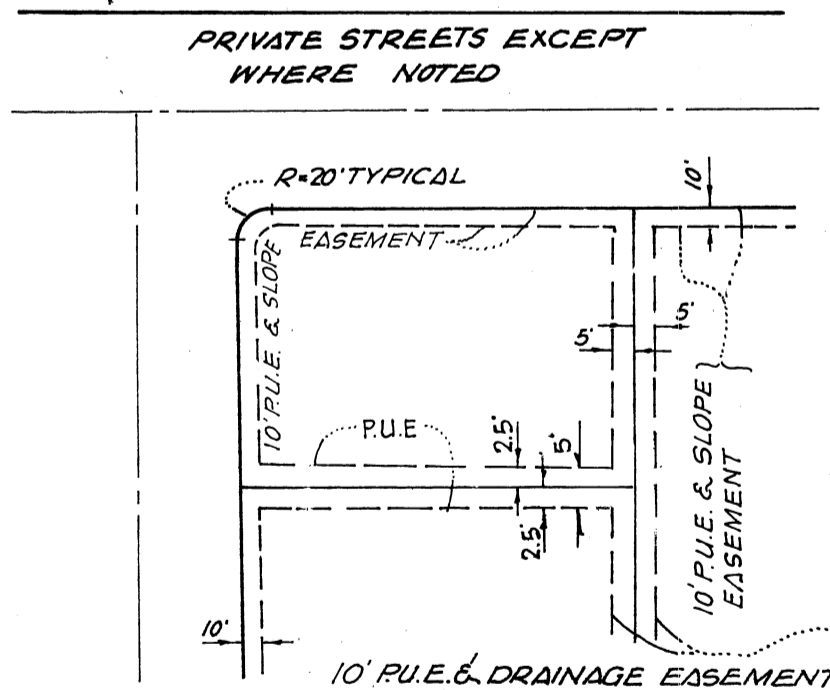 PRIVATE STREETS EXCEPT
WHERE NOTED
R=20' TYPICAL
10'
EASEMENT
10' P.U.E. & SLOPE
5'
5'
P.U.E
2.5'
5'
2.5'
10' P.U.E. & SLOPE
EASEMENT
10'
10' P.U.E. & DRAINAGE EASEMENT